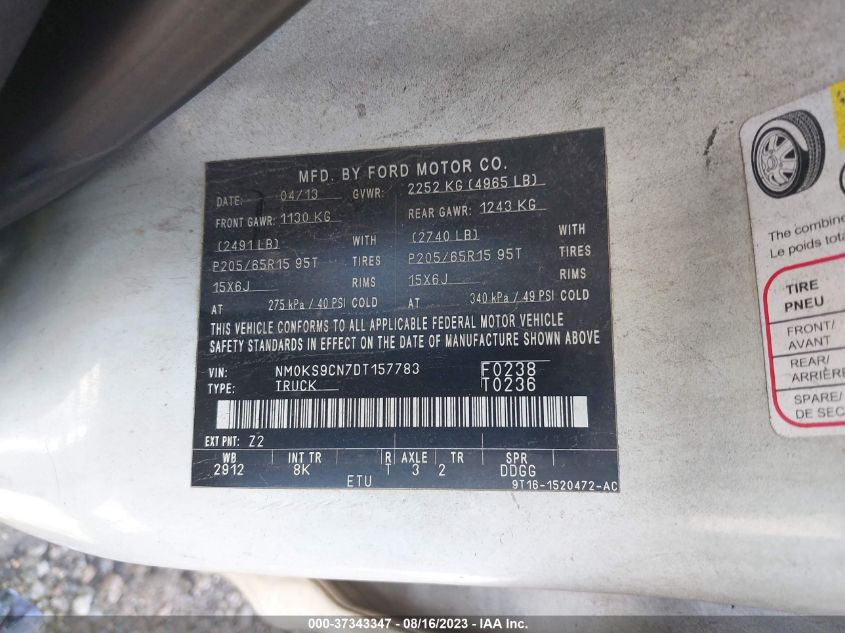 MFD. BY FORD MOTOR CO.
DATE: 04/13 GVWR: 2252 KG (4965 LB)
FRONT GAWR: 1130 KG REAR GAWR: 1243 KG
(2491 LB) WITH (2740 LB) WITH
P205/65R15 95T TIRES P205/65R15 95T TIRES
15X6J RIMS 15X6J RIMS
AT 275 kPa / 40 PSI COLD AT 340 kPa / 49 PSI COLD
THIS VEHICLE CONFORMS TO ALL APPLICABLE FEDERAL MOTOR VEHICLE
SAFETY STANDARDS IN EFFECT ON THE DATE OF MANUFACTURE SHOWN ABOVE
VIN: NM0KS9CN7DT157783 F0238
TYPE: TRUCK T0236
EXT PNT: Z2
WB INT TR R AXLE TR SPR
2912 8K T 3 2 DDGG
ETU 9T16-1520472-AC
The combine
Le poids tota
TIRE
PNEU
FRONT/
AVANT
REAR/
ARRIÈRE
SPARE/
DE SEC
000-37343347 - 08/16/2023 - IAA Inc.